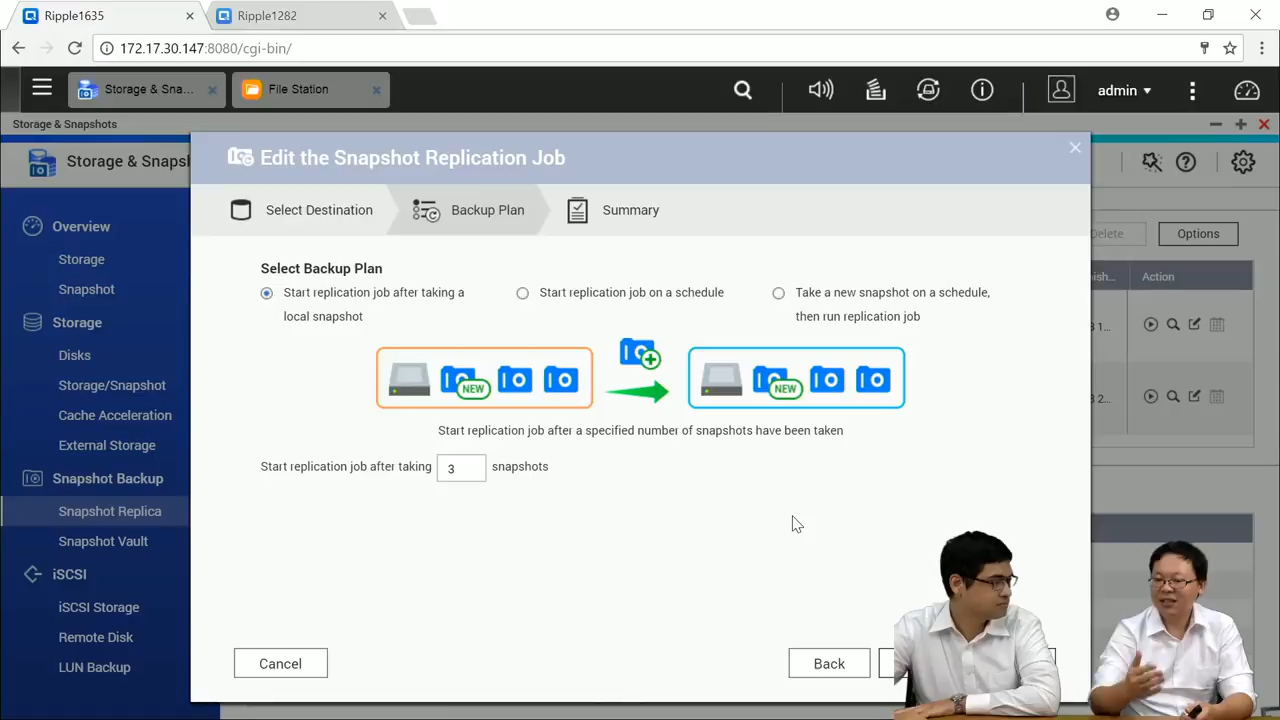 Ripple1635
Ripple1282
172.17.30.147:8080/cgi-bin/
Storage & Sna...
File Station
admin
Storage & Snapshots
Storage & Snapsl
Edit the Snapshot Replication Job
Select Destination
Backup Plan
Summary
Overview
Storage
Snapshot
Storage
Disks
Storage/Snapshot
Cache Acceleration
External Storage
Snapshot Backup
Snapshot Replica
Snapshot Vault
iSCSI
iSCSI Storage
Remote Disk
LUN Backup
Delete
Options
Action
Select Backup Plan
Start replication job after taking a
local snapshot
Start replication job on a schedule
Take a new snapshot on a schedule,
then run replication job
NEW
NEW
Start replication job after a specified number of snapshots have been taken
Start replication job after taking 3 snapshots
Cancel
Back